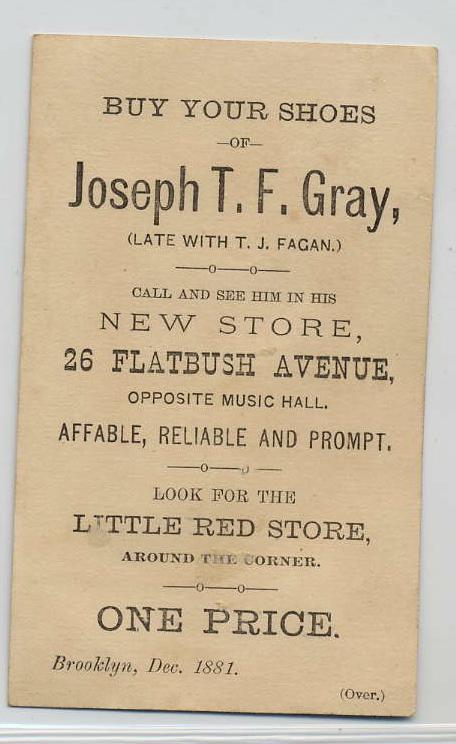 BUY YOUR SHOES
—OF—
Joseph T. F. Gray,
(LATE WITH T. J. FAGAN.)
CALL AND SEE HIM IN HIS
NEW STORE,
26 FLATBUSH AVENUE,
OPPOSITE MUSIC HALL.
AFFABLE, RELIABLE AND PROMPT.
LOOK FOR THE
LITTLE RED STORE,
AROUND THE CORNER.
ONE PRICE.
Brooklyn, Dec. 1881.
(Over.)